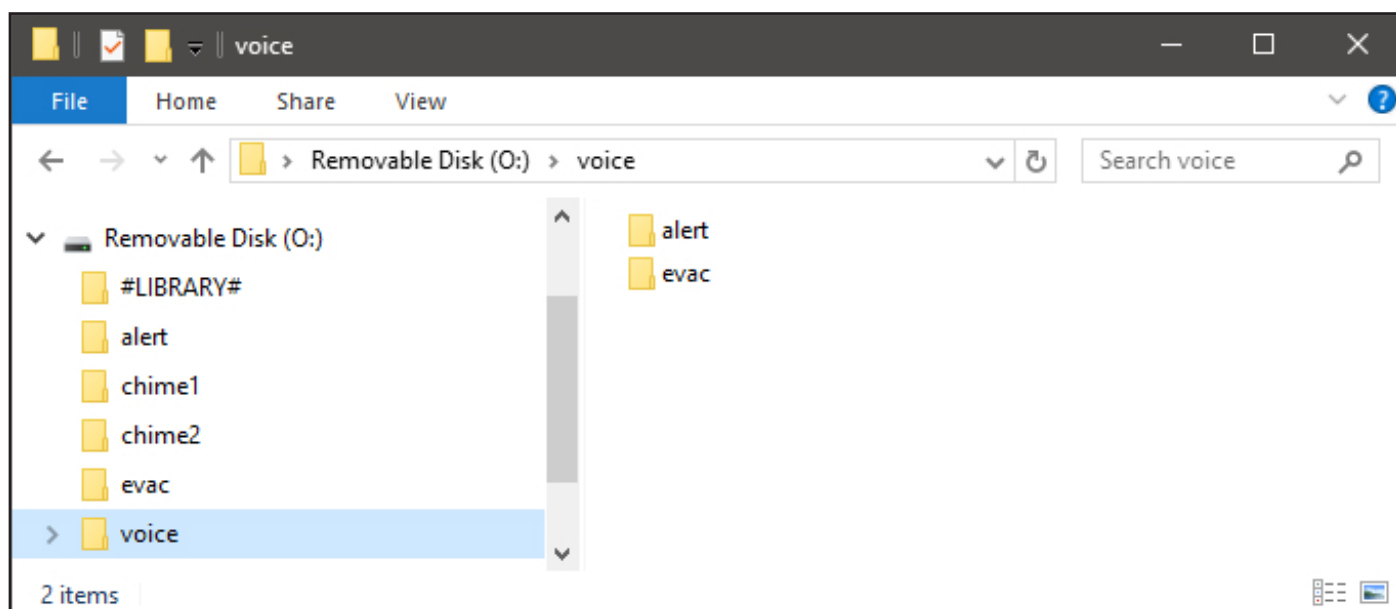 voice
File Home Share View
Removable Disk (O:) > voice
Search voice
Removable Disk (O:)
#LIBRARY#
alert
chime1
chime2
evac
voice
alert
evac
2 items